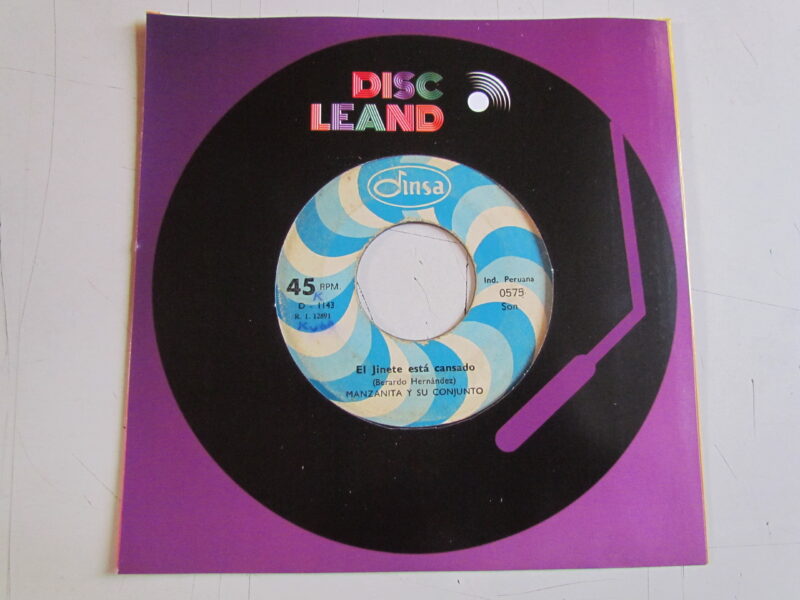 DISC
LEAND
dinsa
45 RPM.
K
D - 1143
R. I. 12891
Ind. Peruana
0575
Son
El Jinete está cansado
(Berardo Hernández)
MANZANITA Y SU CONJUNTO